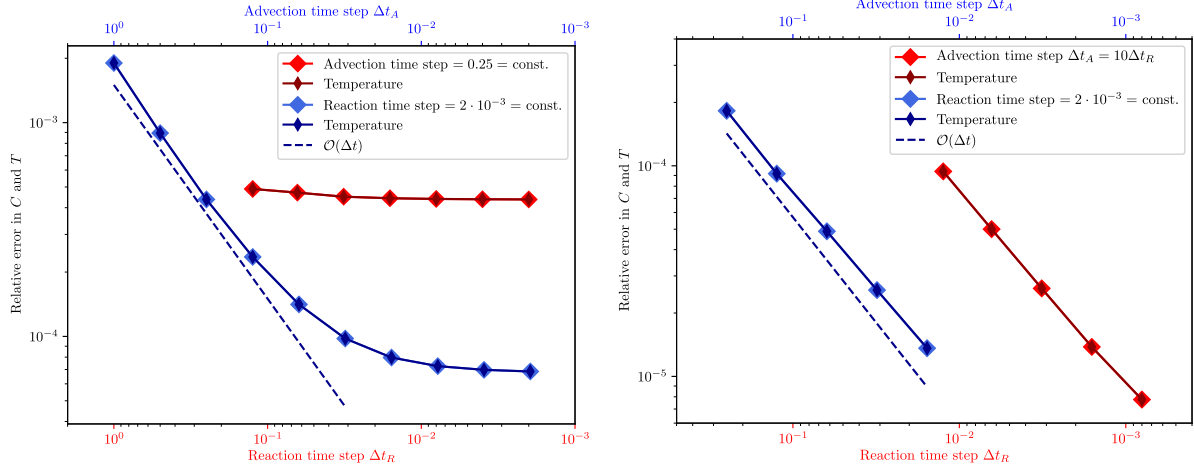 Advection time step Δt_A
10⁰ 10⁻¹ 10⁻² 10⁻³
Advection time step = 0.25 = const.
Temperature
Reaction time step = 2 · 10⁻³ = const.
Temperature
𝒪(Δt)
Relative error in C and T
10⁻³
10⁻⁴
10⁰ 10⁻¹ 10⁻² 10⁻³
Reaction time step Δt_R
Advection time step Δt_A
10⁻¹ 10⁻² 10⁻³
Advection time step Δt_A = 10Δt_R
Temperature
Reaction time step = 2 · 10⁻³ = const.
Temperature
𝒪(Δt)
Relative error in C and T
10⁻⁴
10⁻⁵
10⁻¹ 10⁻² 10⁻³
Reaction time step Δt_R